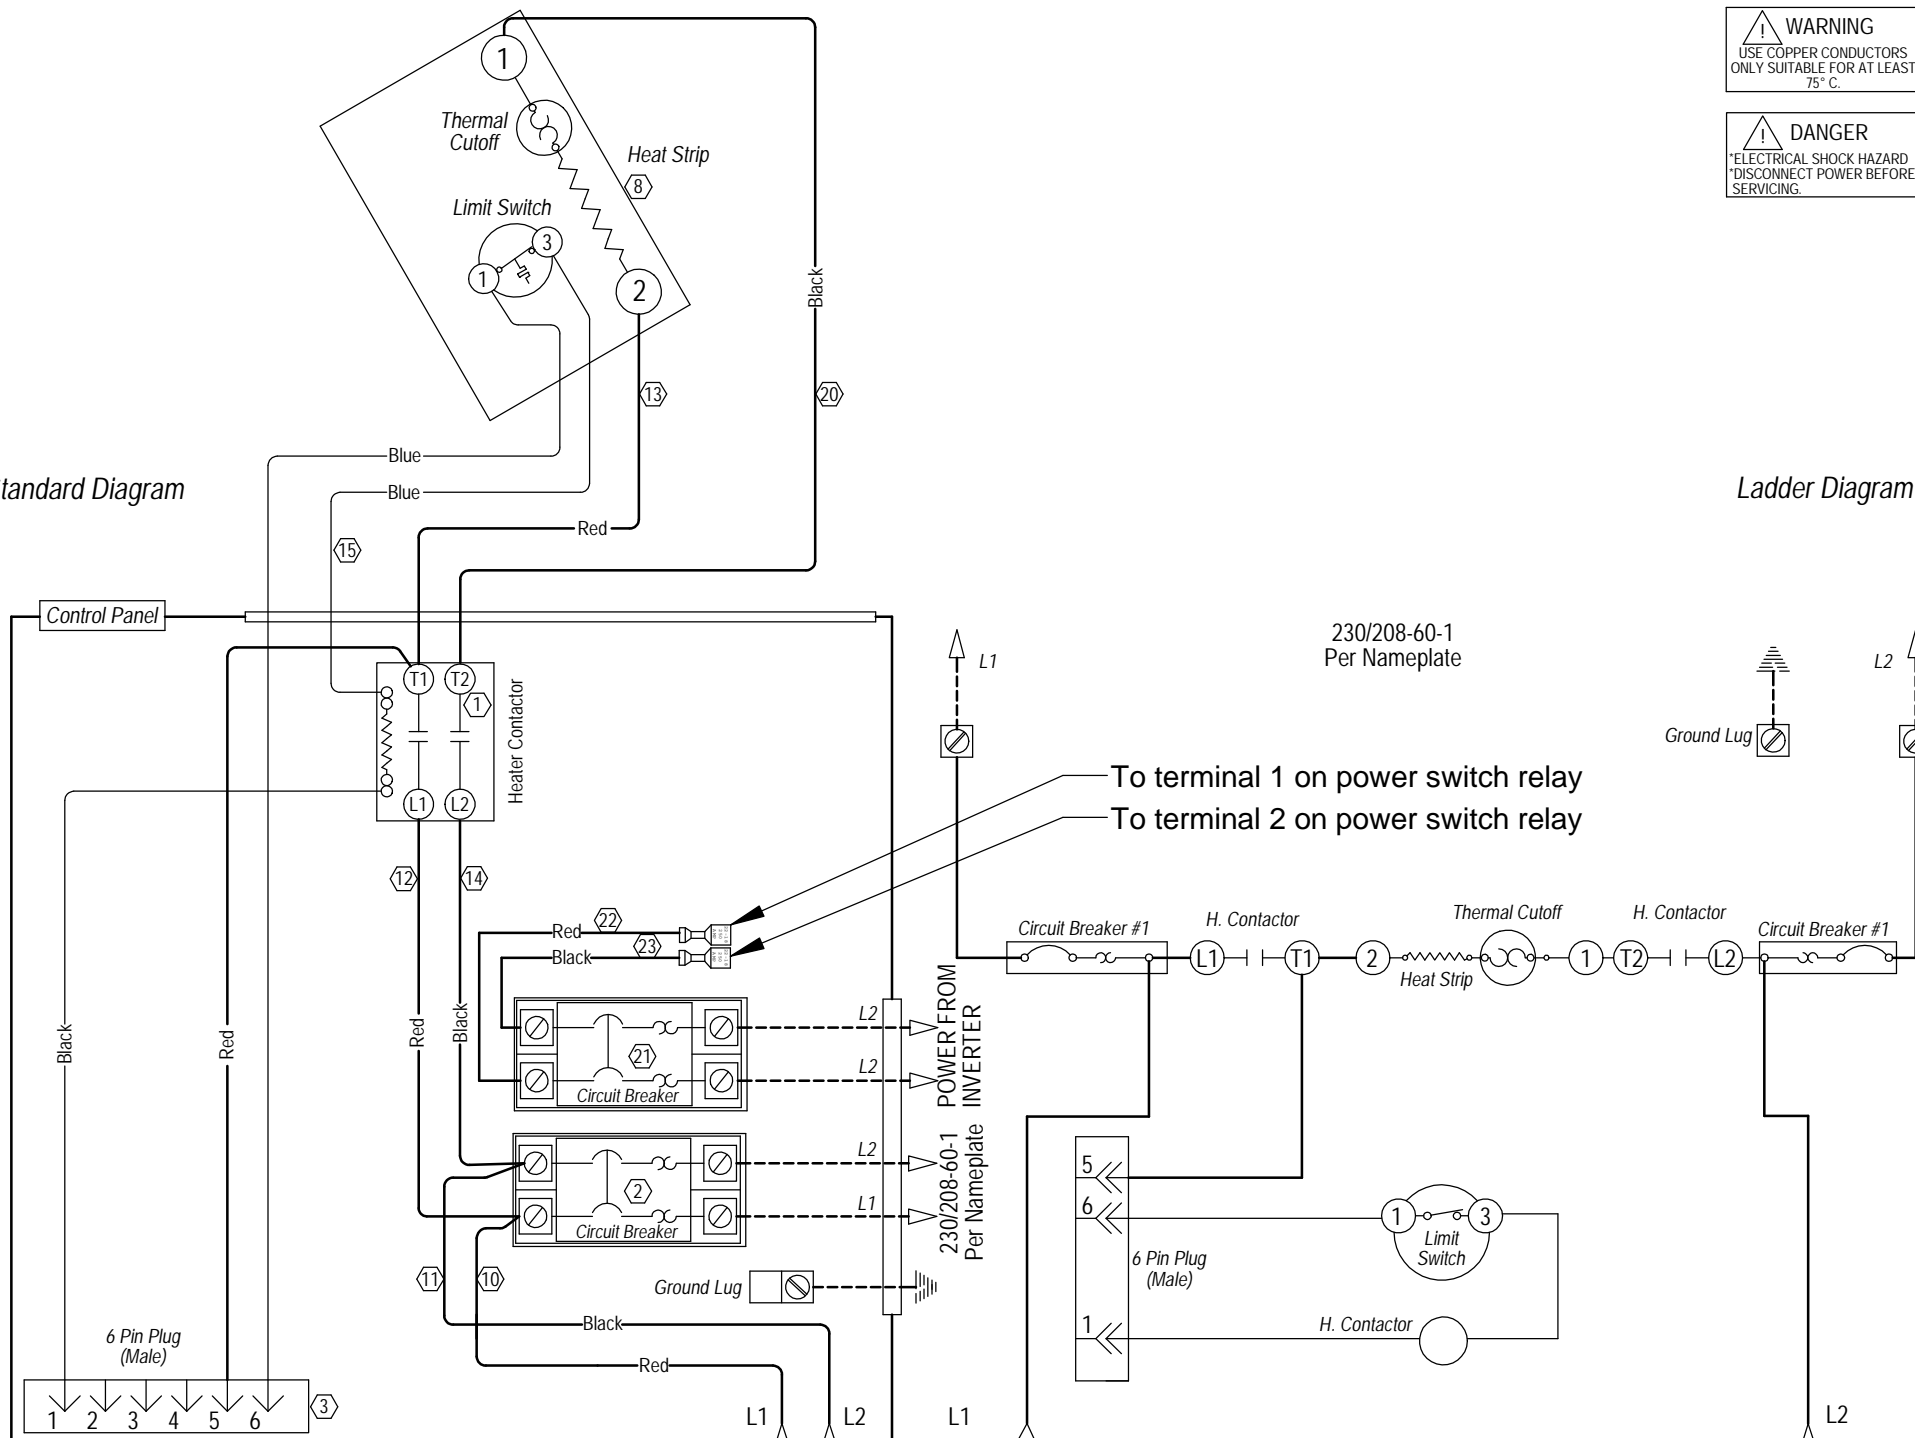 ! WARNING
USE COPPER CONDUCTORS
ONLY SUITABLE FOR AT LEAST
75° C.
! DANGER
*ELECTRICAL SHOCK HAZARD
*DISCONNECT POWER BEFORE
SERVICING.
1
Thermal
Cutoff
Heat Strip
8
Limit Switch
3
1
2
Black
13
20
Blue
Blue
Red
15
tandard Diagram
Ladder Diagram
Control Panel
T1
T2
1
L1
L2
Heater Contactor
12
14
Black
Red
Red
Black
Red
22
Black
23
To terminal 1 on power switch relay
To terminal 2 on power switch relay
21
Circuit Breaker
L2
L2
POWER FROM
INVERTER
2
Circuit Breaker
L2
L1
230/208-60-1
Per Nameplate
11
10
Ground Lug
Black
Red
6 Pin Plug
(Male)
1 2 3 4 5 6
3
L1
L2
230/208-60-1
Per Nameplate
L1
L2
Ground Lug
Circuit Breaker #1
H. Contactor
Thermal Cutoff
H. Contactor
Circuit Breaker #1
L1
T1
2
Heat Strip
1
T2
L2
5
6
1
6 Pin Plug
(Male)
1
3
Limit
Switch
H. Contactor
L1
L2